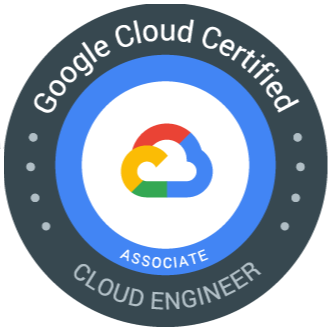 Google Cloud Certified
ASSOCIATE
CLOUD ENGINEER